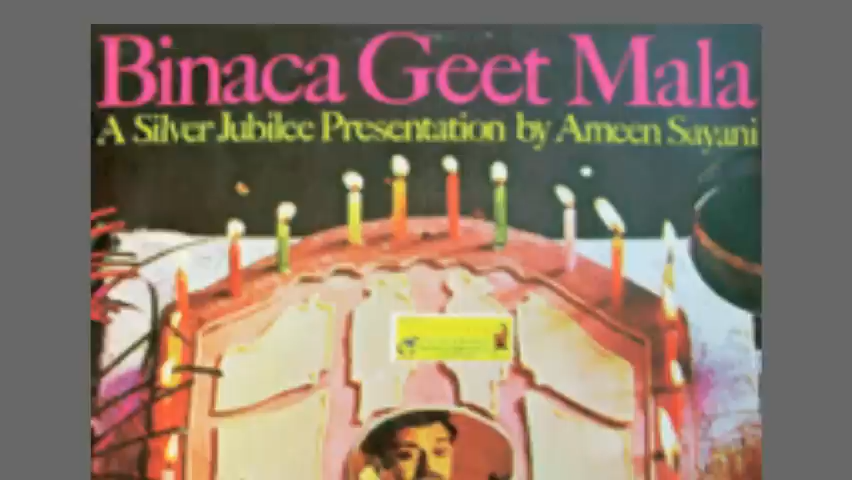 Binaca Geet Mala
A Silver Jubilee Presentation by Ameen Sayani